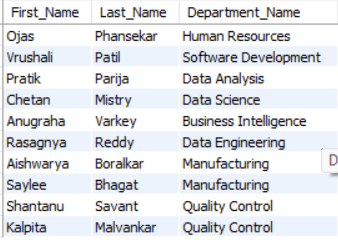 First_Name Last_Name Department_Name
Ojas Phansekar Human Resources
Vrushali Patil Software Development
Pratik Parija Data Analysis
Chetan Mistry Data Science
Anugraha Varkey Business Intelligence
Rasagnya Reddy Data Engineering
D
Aishwarya Boralkar Manufacturing
Saylee Bhagat Manufacturing
Shantanu Savant Quality Control
Kalpita Malvankar Quality Control